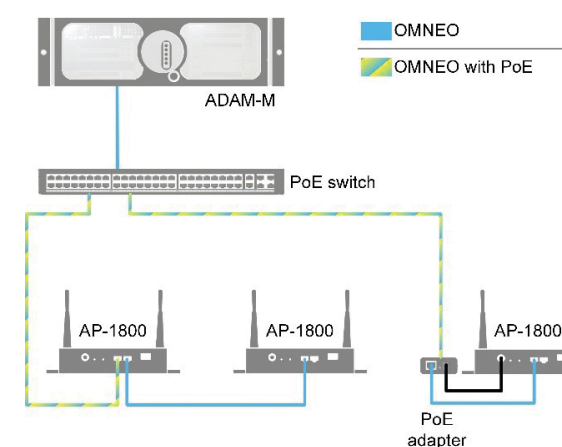 OMNEO
OMNEO with PoE
ADAM-M
PoE switch
AP-1800
AP-1800
AP-1800
PoE
adapter